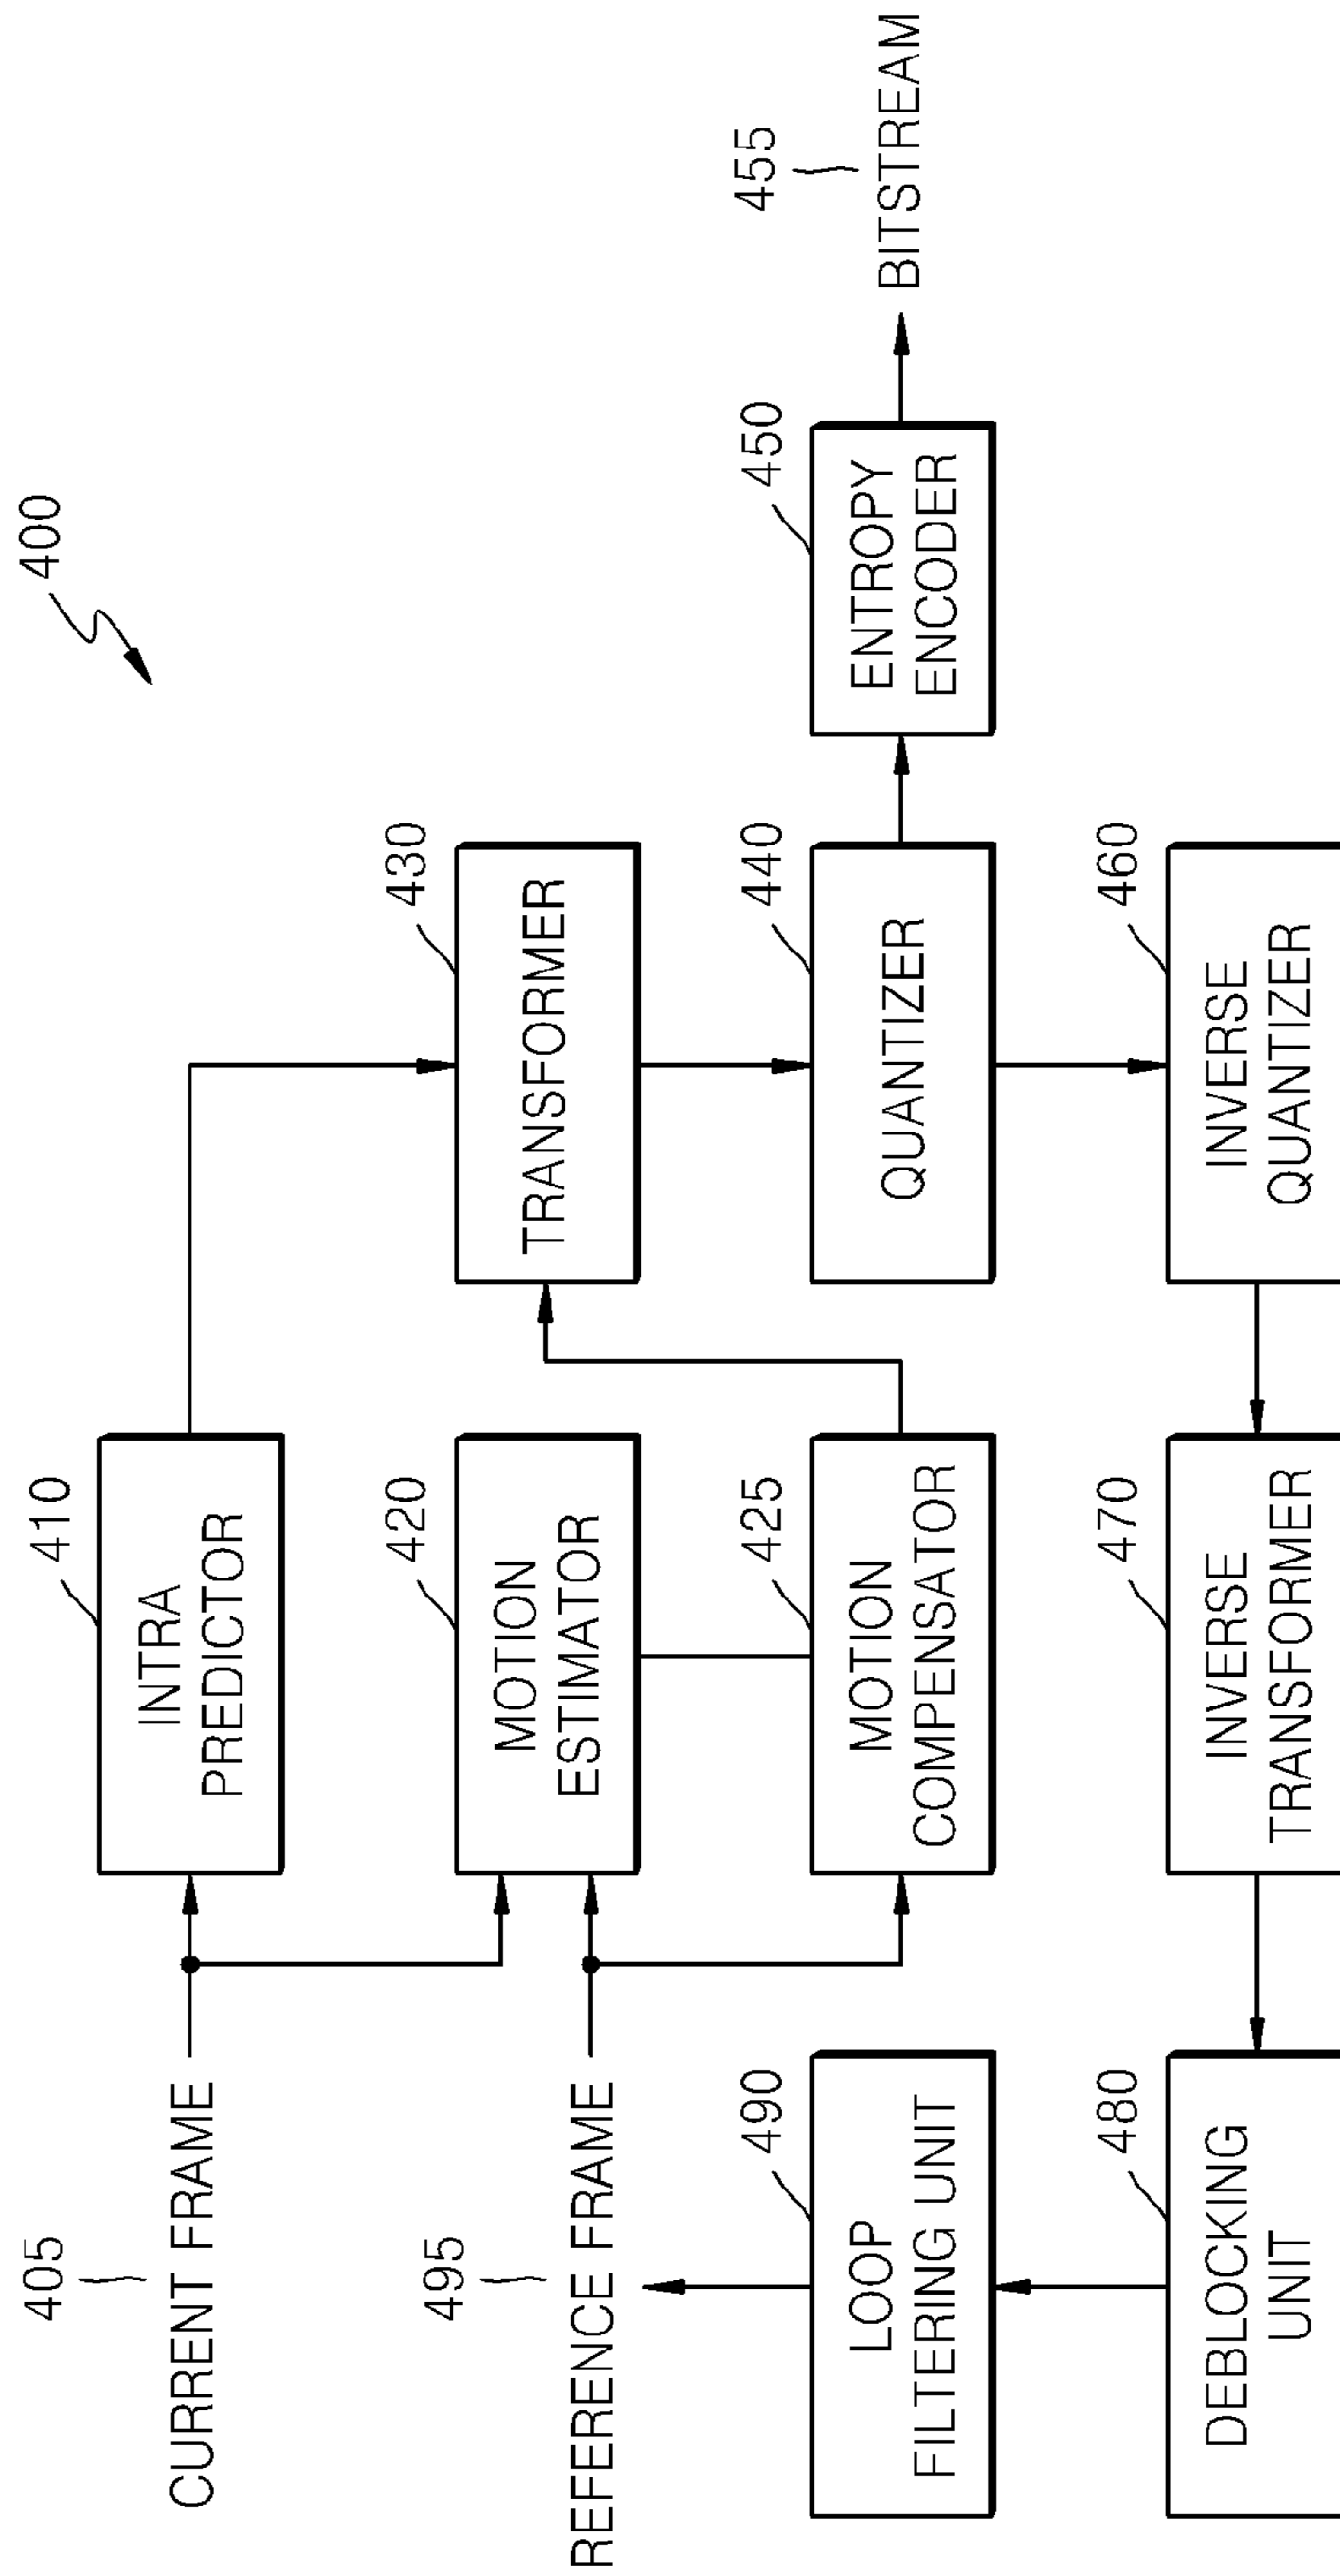 400
405
CURRENT FRAME
410
INTRA
PREDICTOR
495
REFERENCE FRAME
420
MOTION
ESTIMATOR
430
TRANSFORMER
490
LOOP
FILTERING UNIT
425
MOTION
COMPENSATOR
440
QUANTIZER
450
ENTROPY
ENCODER
455
BITSTREAM
480
DEBLOCKING
UNIT
470
INVERSE
TRANSFORMER
460
INVERSE
QUANTIZER